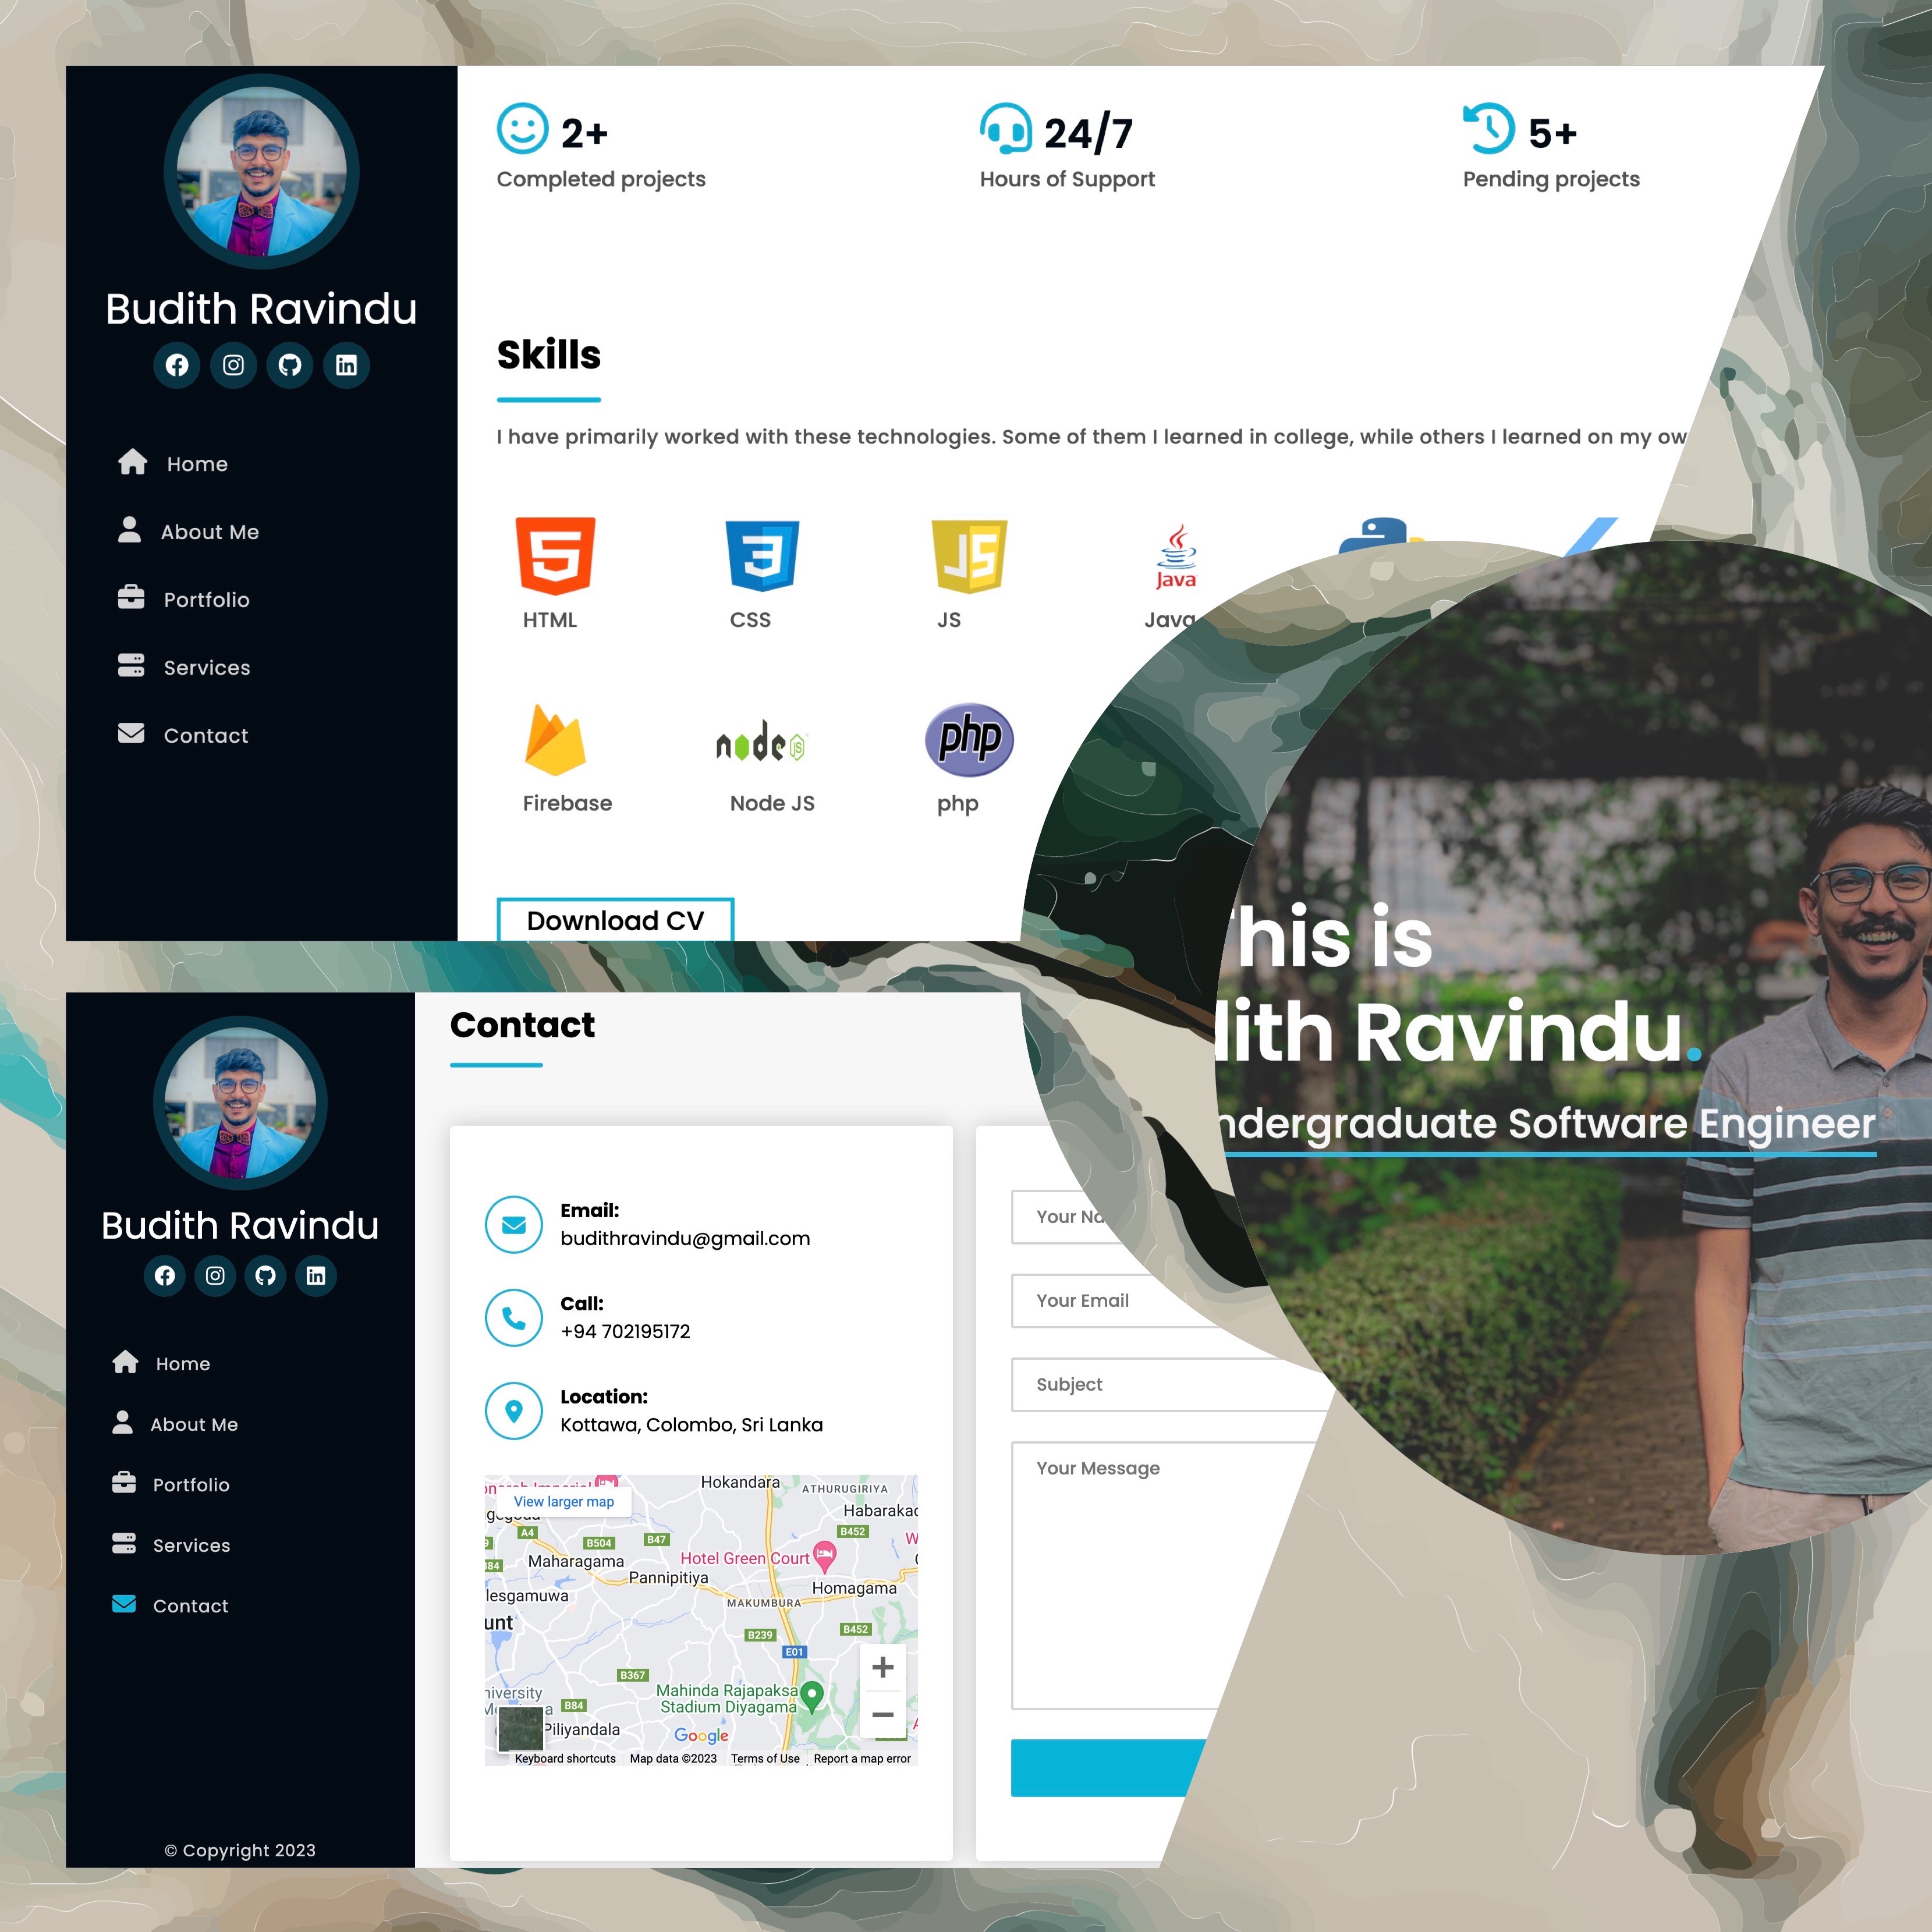 Budith Ravindu
Home
About Me
Portfolio
Services
Contact
2+
Completed projects
24/7
Hours of Support
5+
Pending projects
Skills
I have primarily worked with these technologies. Some of them I learned in college, while others I learned on my ow
HTML
CSS
JS
Java
JS
Java
Firebase
node JS
Node JS
php
php
Download CV
This is
dith Ravindu.
ndergraduate Software Engineer
Budith Ravindu
Home
About Me
Portfolio
Services
Contact
© Copyright 2023
Contact
Email:
budithravindu@gmail.com
Call:
+94 702195172
Location:
Kottawa, Colombo, Sri Lanka
View larger map
Hokandara
ATHURUGIRIYA
Habarakad
A4
B504
B47
B452
Maharagama
Hotel Green Court
Pannipitiya
Homagama
lesgamuwa
MAKUMBURA
unt
B239
B452
E01
B367
niversity
Mahinda Rajapaksa
Stadium Diyagama
B84
Piliyandala
Google
Keyboard shortcuts Map data ©2023 Terms of Use Report a map error
Your Na
Your Email
Subject
Your Message